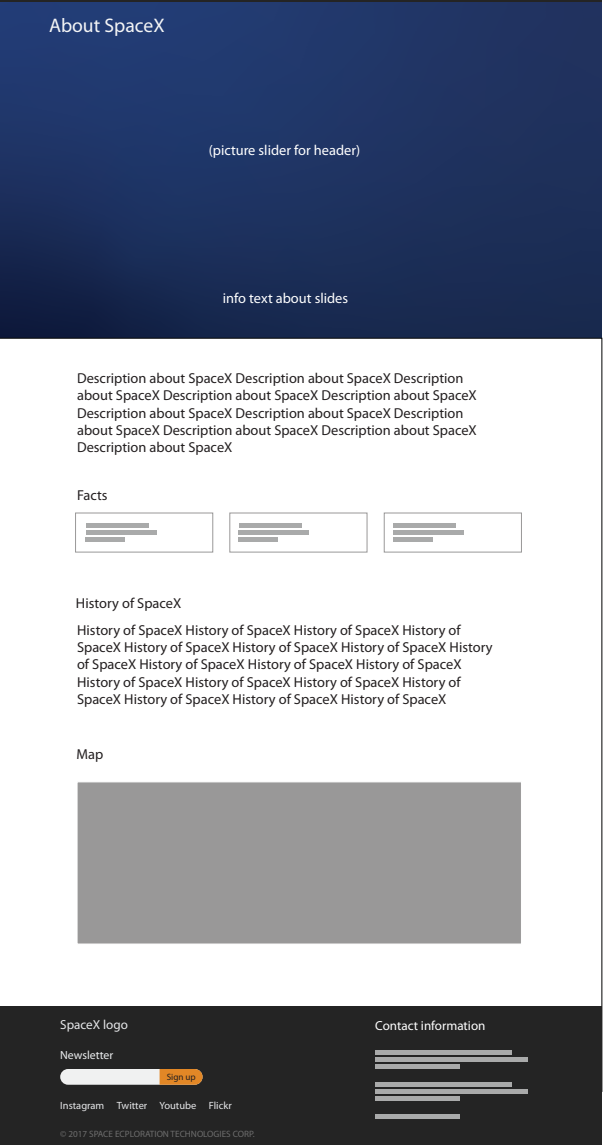 About SpaceX
(picture slider for header)
info text about slides
Description about SpaceX Description about SpaceX Description
about SpaceX Description about SpaceX Description about SpaceX
Description about SpaceX Description about SpaceX Description
about SpaceX Description about SpaceX Description about SpaceX
Description about SpaceX
Facts
History of SpaceX
History of SpaceX History of SpaceX History of SpaceX History of
SpaceX History of SpaceX History of SpaceX History of SpaceX History
of SpaceX History of SpaceX History of SpaceX History of SpaceX
History of SpaceX History of SpaceX History of SpaceX History of
SpaceX History of SpaceX History of SpaceX History of SpaceX
Map
SpaceX logo
Newsletter
Sign up
Instagram Twitter Youtube Flickr
© 2017 SPACE ECPLORATION TECHNOLOGIES CORP.
Contact information